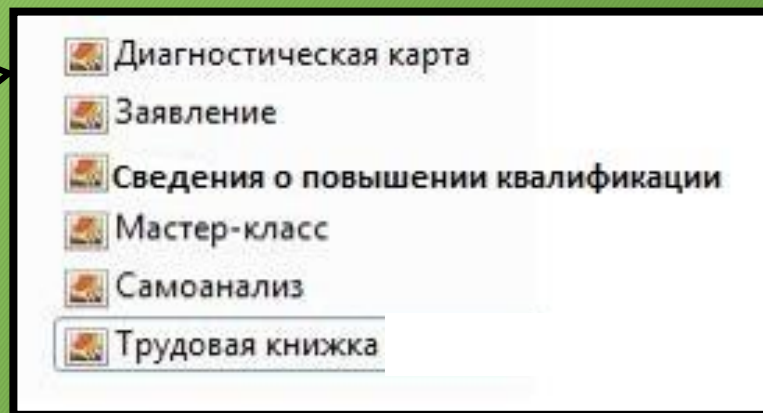 Диагностическая карта
Заявление
Сведения о повышении квалификации
Мастер-класс
Самоанализ
Трудовая книжка